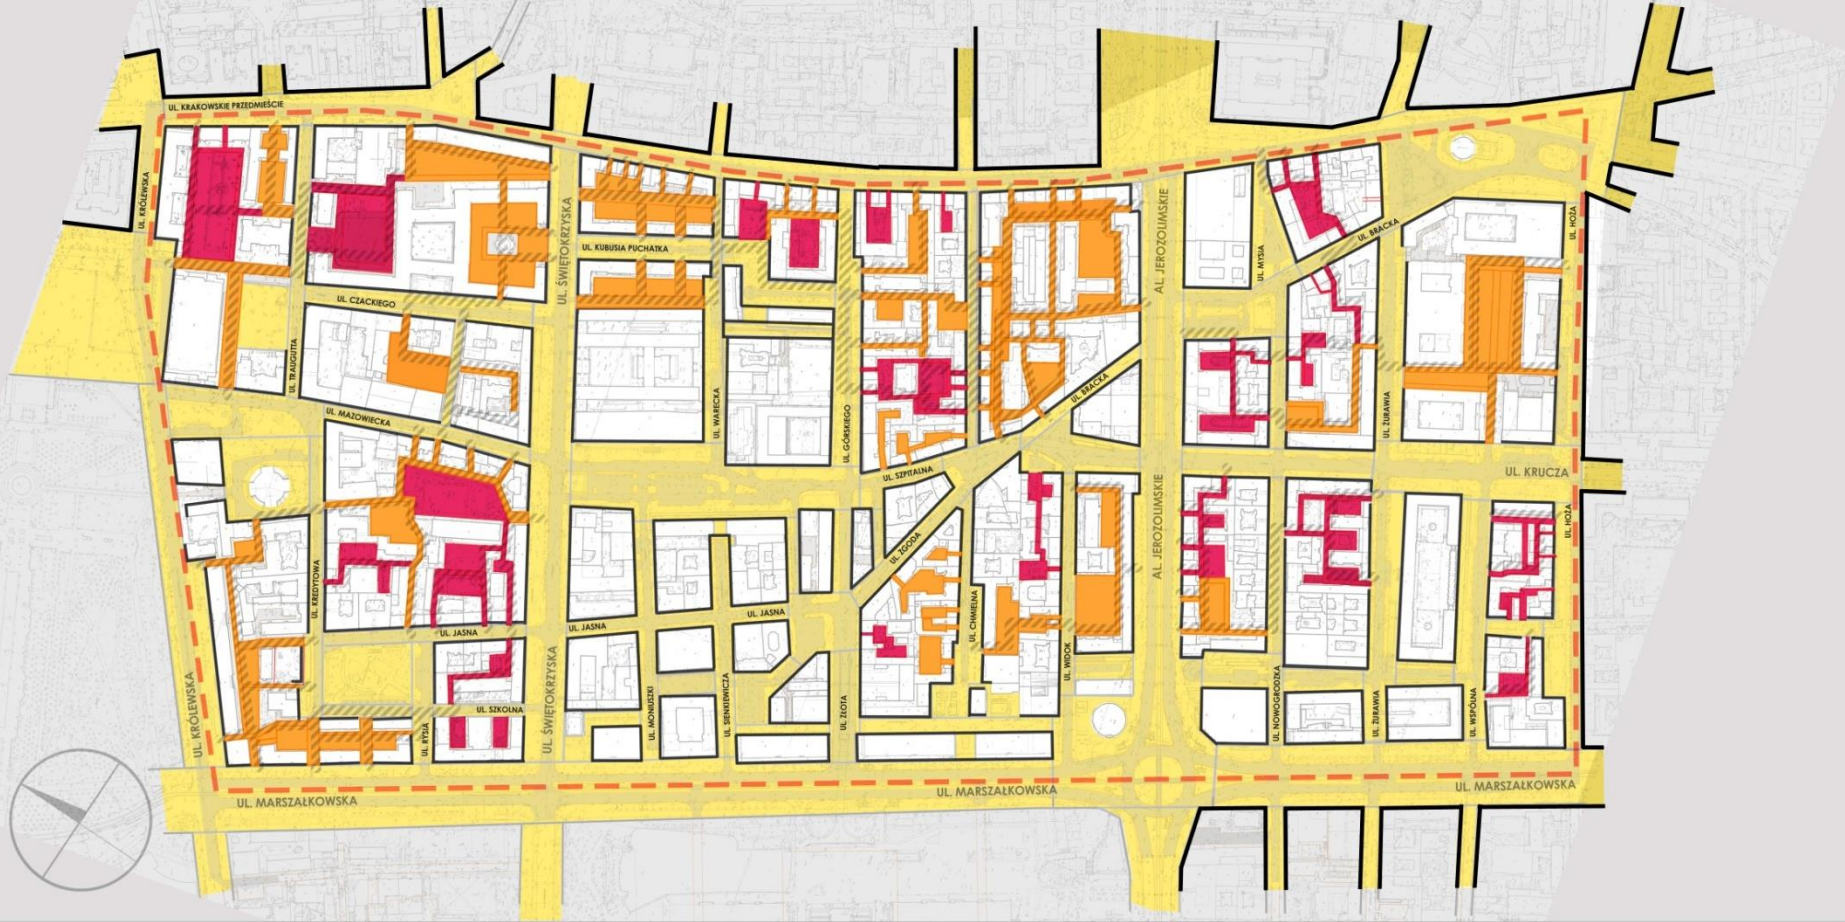 UL. KRAKOWSKIE PRZEDMIEŚCIE
UL. KRÓLEWSKA
UL. ŚWIĘTOKRZYSKA
UL. KUBUSIA PUCHATKA
AL. JEROZOLIMSKIE
UL. MYSIA
UL. BRACKA
UL. HOŻA
UL. CZACKIEGO
UL. TRAUGUTTA
UL. MAZOWIECKA
UL. WARECKA
UL. GÓRSKIEGO
UL. BRACKA
UL. ŻURAWIA
UL. SZPITALNA
UL. KRUCZA
UL. ZGODA
AL. JEROZOLIMSKIE
UL. HOŻA
UL. KREDYTOWA
UL. JASNA
UL. JASNA
UL. JASNA
UL. CHMIELNA
UL. WIDOK
UL. KRÓLEWSKA
UL. SZKOLNA
UL. RYSIA
UL. ŚWIĘTOKRZYSKA
UL. MONIUSZKI
UL. SIENKIEWICZA
UL. ZŁOTA
UL. NOWOGRODZKA
UL. ŻURAWIA
UL. WSPÓLNA
UL. MARSZAŁKOWSKA
UL. MARSZAŁKOWSKA
UL. MARSZAŁKOWSKA